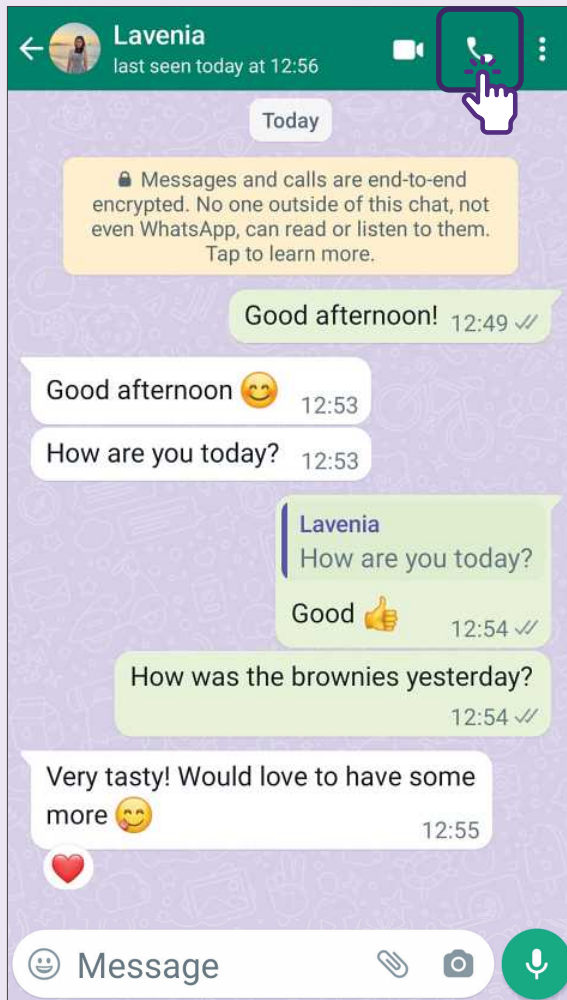 Lavenia
last seen today at 12:56
Today
Messages and calls are end-to-end
encrypted. No one outside of this chat, not
even WhatsApp, can read or listen to them.
Tap to learn more.
Good afternoon! 12:49
Good afternoon 😊 12:53
How are you today? 12:53
Lavenia
How are you today?
Good 👍 12:54
How was the brownies yesterday?
12:54
Very tasty! Would love to have some
more 😋 12:55
Message